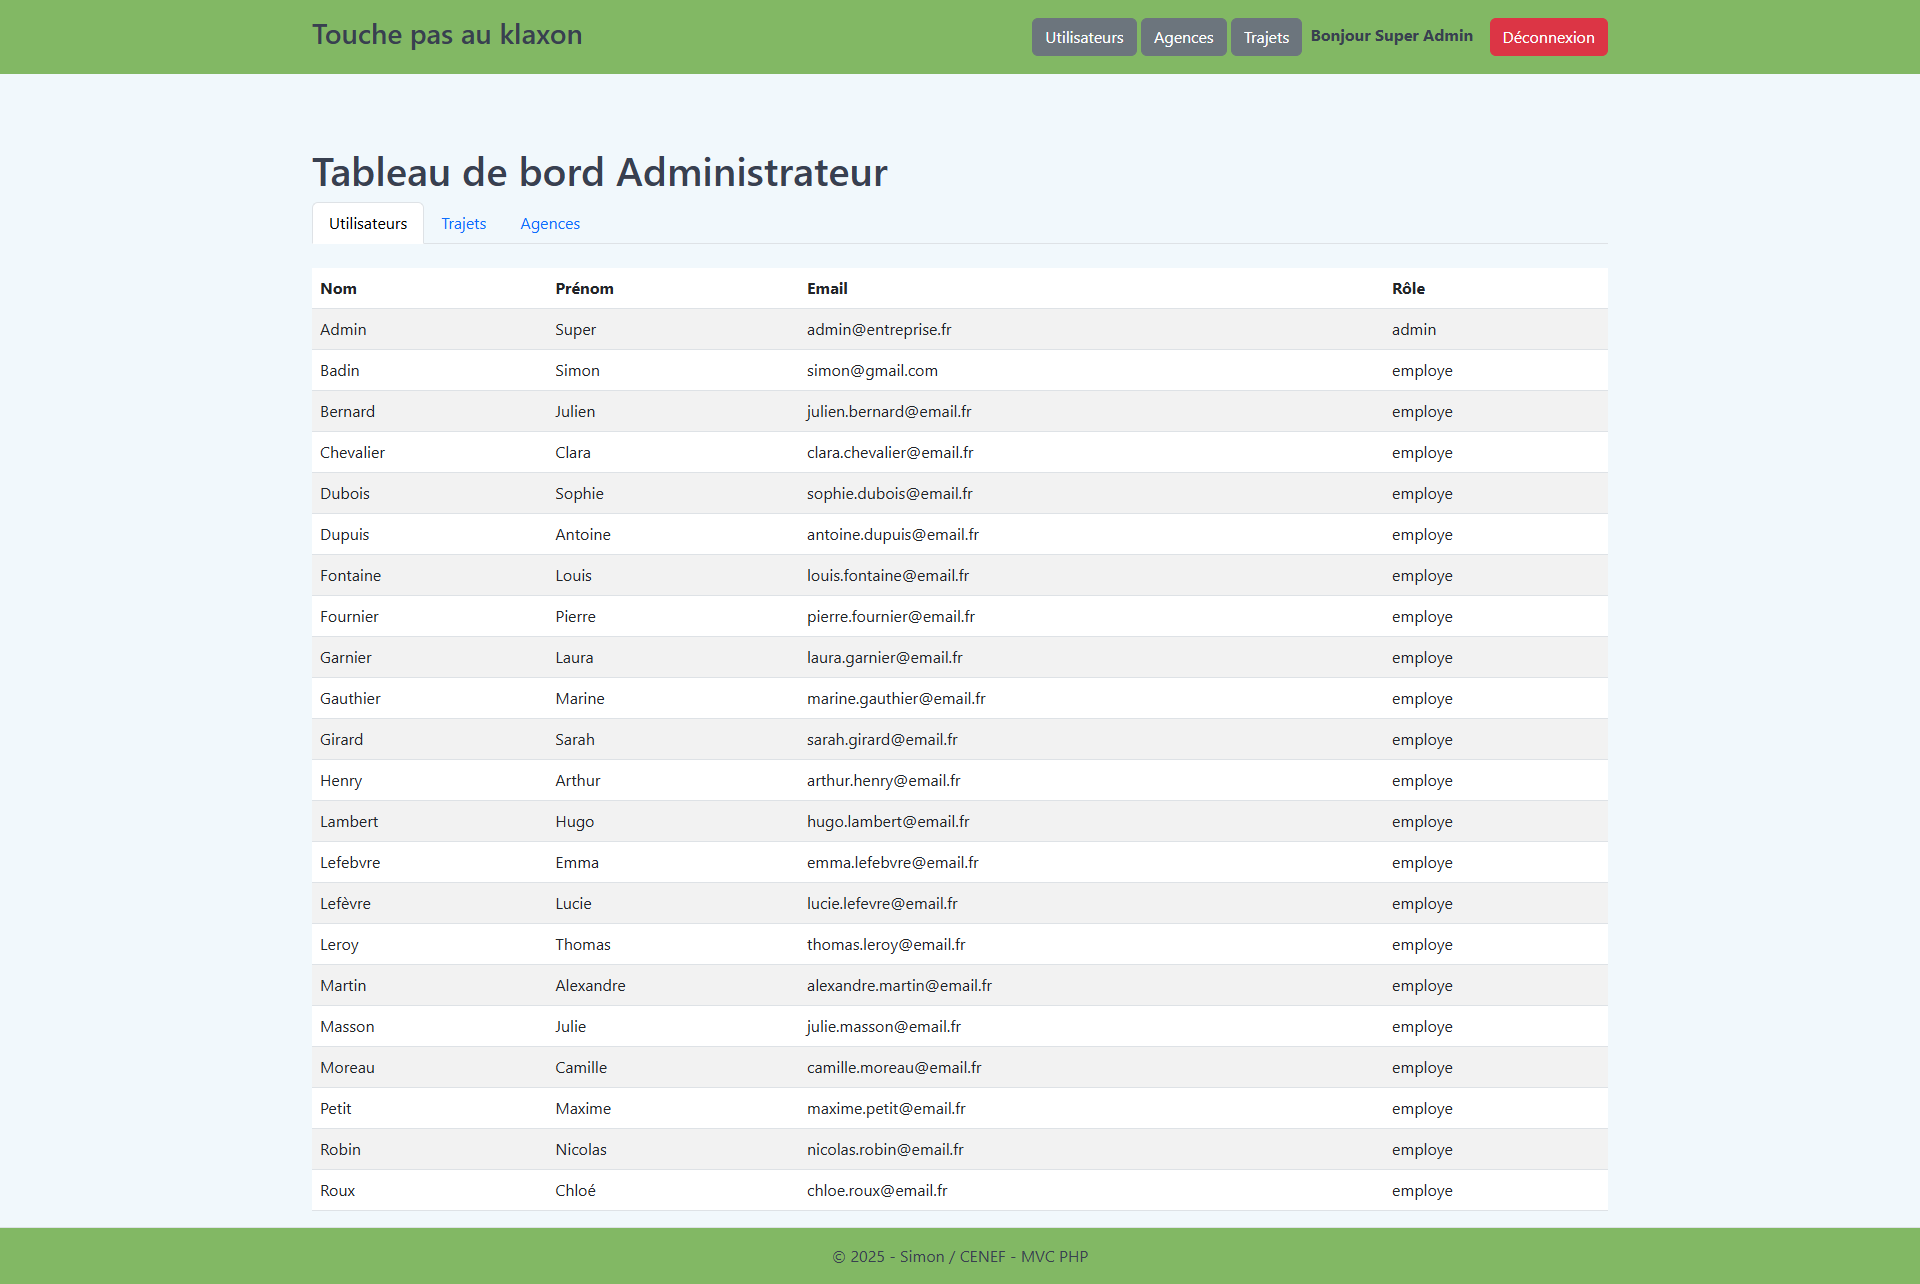 Touche pas au klaxon
Utilisateurs Agences Trajets Bonjour Super Admin Déconnexion
Tableau de bord Administrateur
Utilisateurs Trajets Agences
Nom Prénom Email Rôle
Admin Super admin@entreprise.fr admin
Badin Simon simon@gmail.com employe
Bernard Julien julien.bernard@email.fr employe
Chevalier Clara clara.chevalier@email.fr employe
Dubois Sophie sophie.dubois@email.fr employe
Dupuis Antoine antoine.dupuis@email.fr employe
Fontaine Louis louis.fontaine@email.fr employe
Fournier Pierre pierre.fournier@email.fr employe
Garnier Laura laura.garnier@email.fr employe
Gauthier Marine marine.gauthier@email.fr employe
Girard Sarah sarah.girard@email.fr employe
Henry Arthur arthur.henry@email.fr employe
Lambert Hugo hugo.lambert@email.fr employe
Lefebvre Emma emma.lefebvre@email.fr employe
Lefèvre Lucie lucie.lefevre@email.fr employe
Leroy Thomas thomas.leroy@email.fr employe
Martin Alexandre alexandre.martin@email.fr employe
Masson Julie julie.masson@email.fr employe
Moreau Camille camille.moreau@email.fr employe
Petit Maxime maxime.petit@email.fr employe
Robin Nicolas nicolas.robin@email.fr employe
Roux Chloé chloe.roux@email.fr employe
© 2025 - Simon / CENEF - MVC PHP